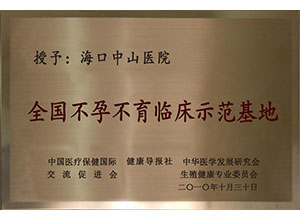 授予：海口中山医院
全国不孕不育临床示范基地
中国医疗保健国际 健康导报社 中华医学发展研究会
交流促进会 生殖健康专业委员会
二〇一〇年十月三十日